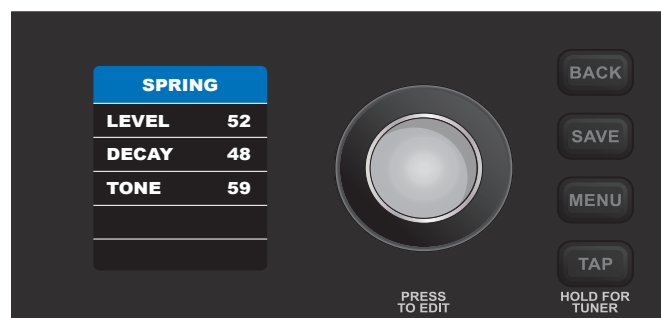 SPRING
LEVEL 52
DECAY 48
TONE 59
BACK
SAVE
MENU
TAP
PRESS
TO EDIT
HOLD FOR
TUNER